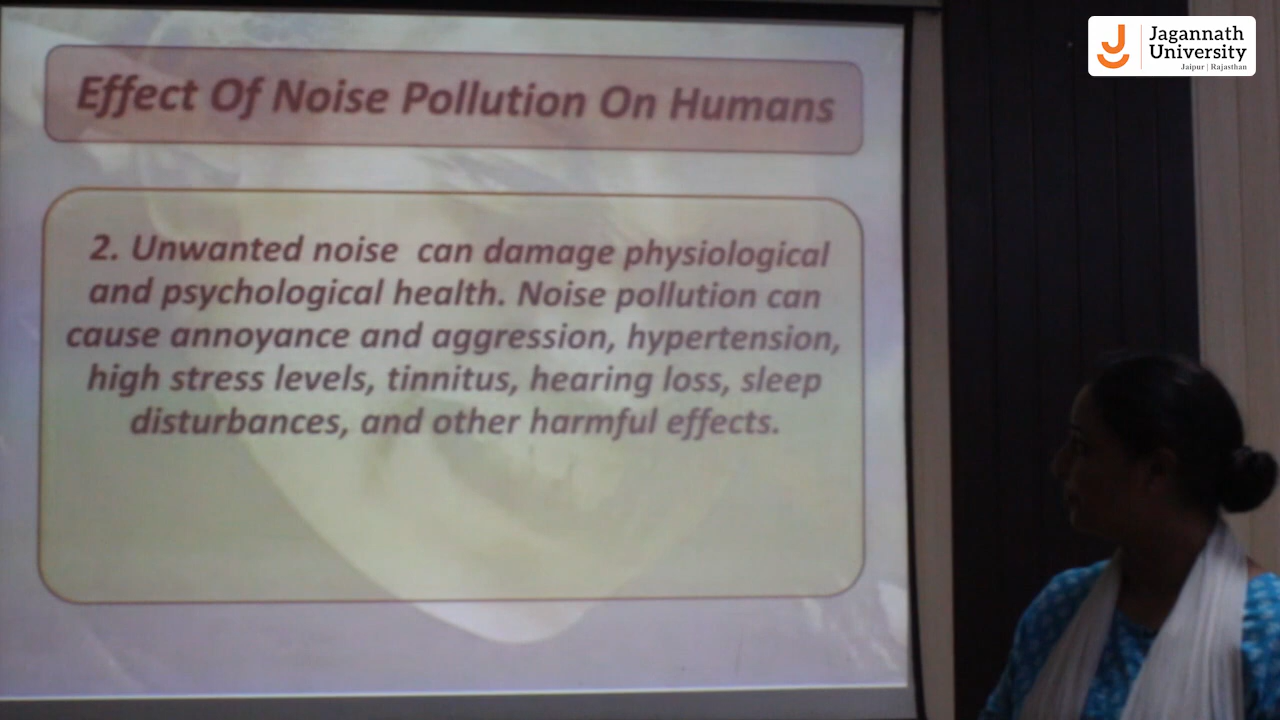 Effect Of Noise Pollution On Humans
2. Unwanted noise can damage physiological
and psychological health. Noise pollution can
cause annoyance and aggression, hypertension,
high stress levels, tinnitus, hearing loss, sleep
disturbances, and other harmful effects.
Jagannath
University
Jaipur | Rajasthan